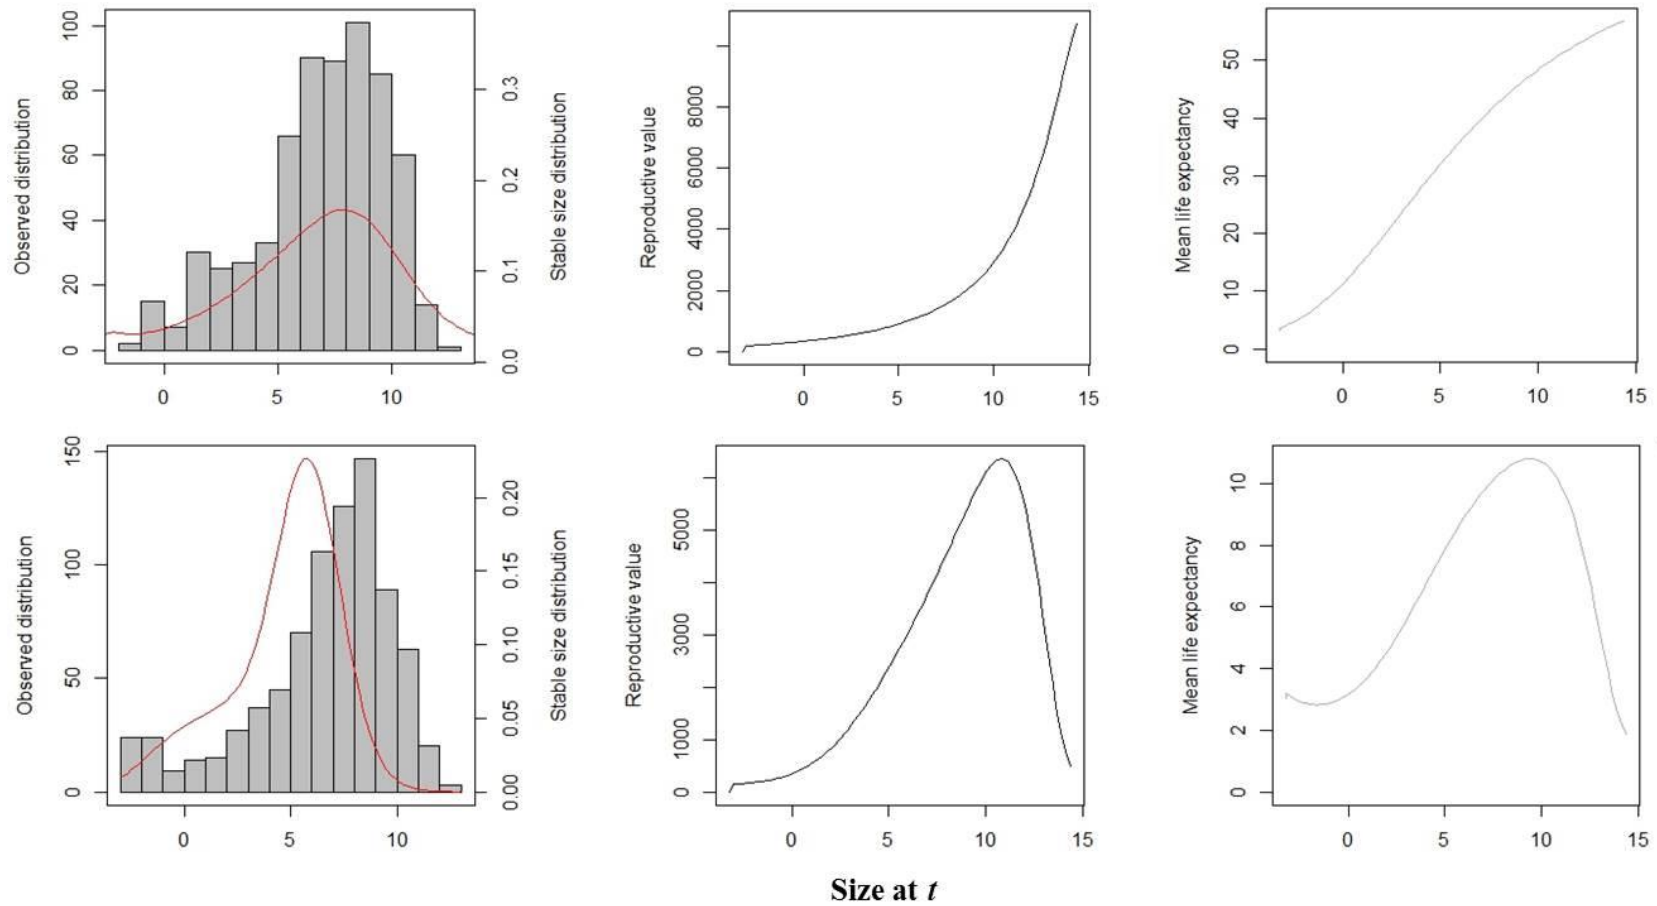 Observed distribution
0 20 40 60 80 100
0 5 10
0.0 0.1 0.2 0.3
Stable size distribution
Reproductive value
0 2000 4000 6000 8000
0 5 10 15
Mean life expectancy
0 10 20 30 40 50
0 5 10 15
Observed distribution
0 50 100 150
0 5 10
0.00 0.05 0.10 0.15 0.20
Stable size distribution
Reproductive value
0 1000 3000 5000
0 5 10 15
Mean life expectancy
0 2 4 6 8 10
0 5 10 15
Size at t